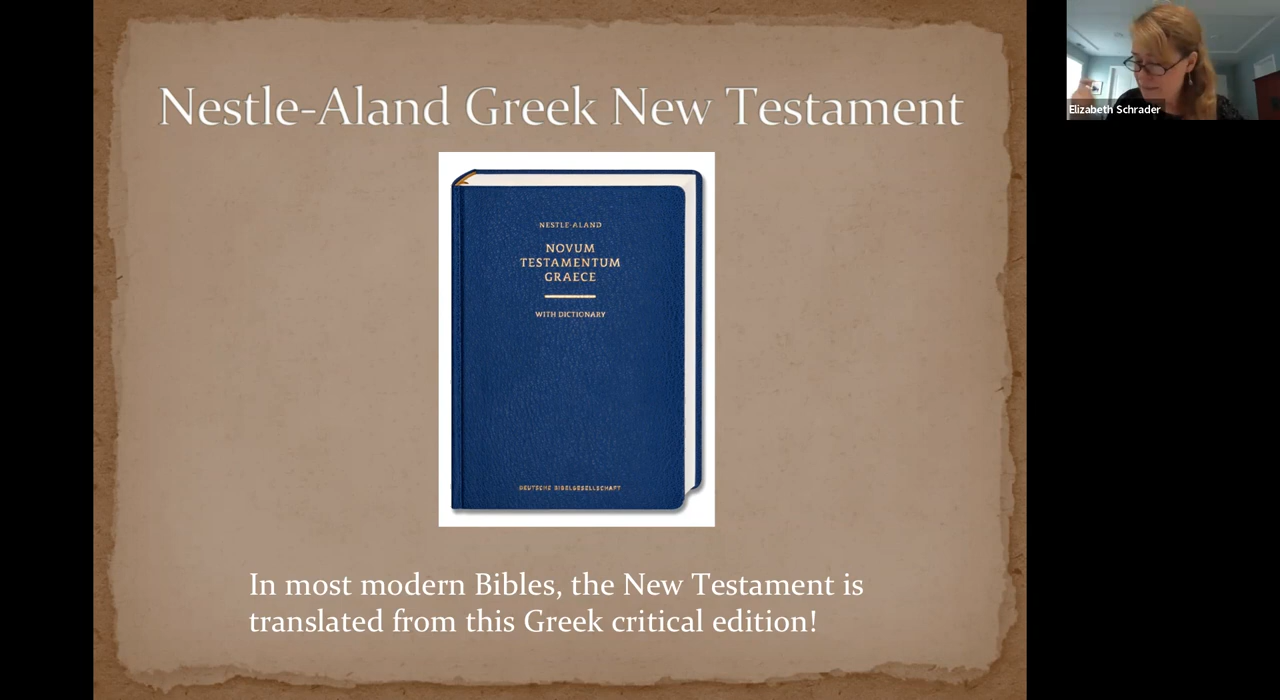 Nestle-Aland Greek New Testament
NESTLE-ALAND
NOVUM
TESTAMENTUM
GRAECE
WITH DICTIONARY
DEUTSCHE BIBELGESELLSCHAFT
In most modern Bibles, the New Testament is
translated from this Greek critical edition!
Elizabeth Schrader